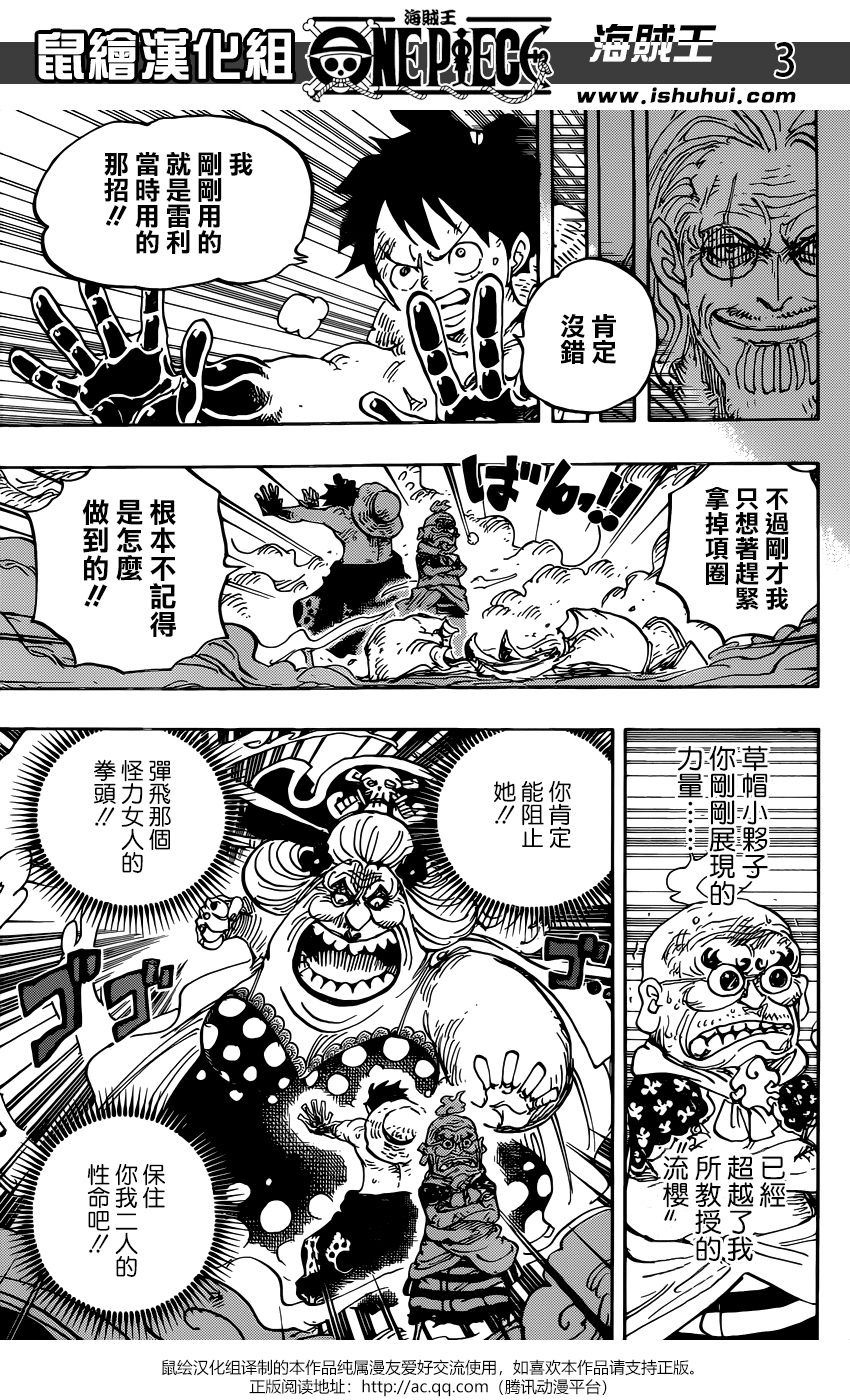 鼠繪漢化組
海賊王
ONE PIECE
海賊王
3
www.ishuhui.com
肯定
沒錯
我
剛剛用的
就是雷利
當時用的
那招!!
不過剛才我
只想著趕緊
拿掉項圈
ばんっ!!
根本不記得
是怎麼
做到的!!
草帽小夥子
你剛剛展現的
力量……
已經
超越了我
所教授的
"流櫻"
你肯定
能阻止
她!!
彈飛那個
怪力女人的
拳頭!!
ゴ
ゴ
ゴ
保住
你我二人的
性命吧!!
鼠绘汉化组译制的本作品纯属漫友爱好交流使用，如喜欢本作品请支持正版。
正版阅读地址：http://ac.qq.com（腾讯动漫平台）